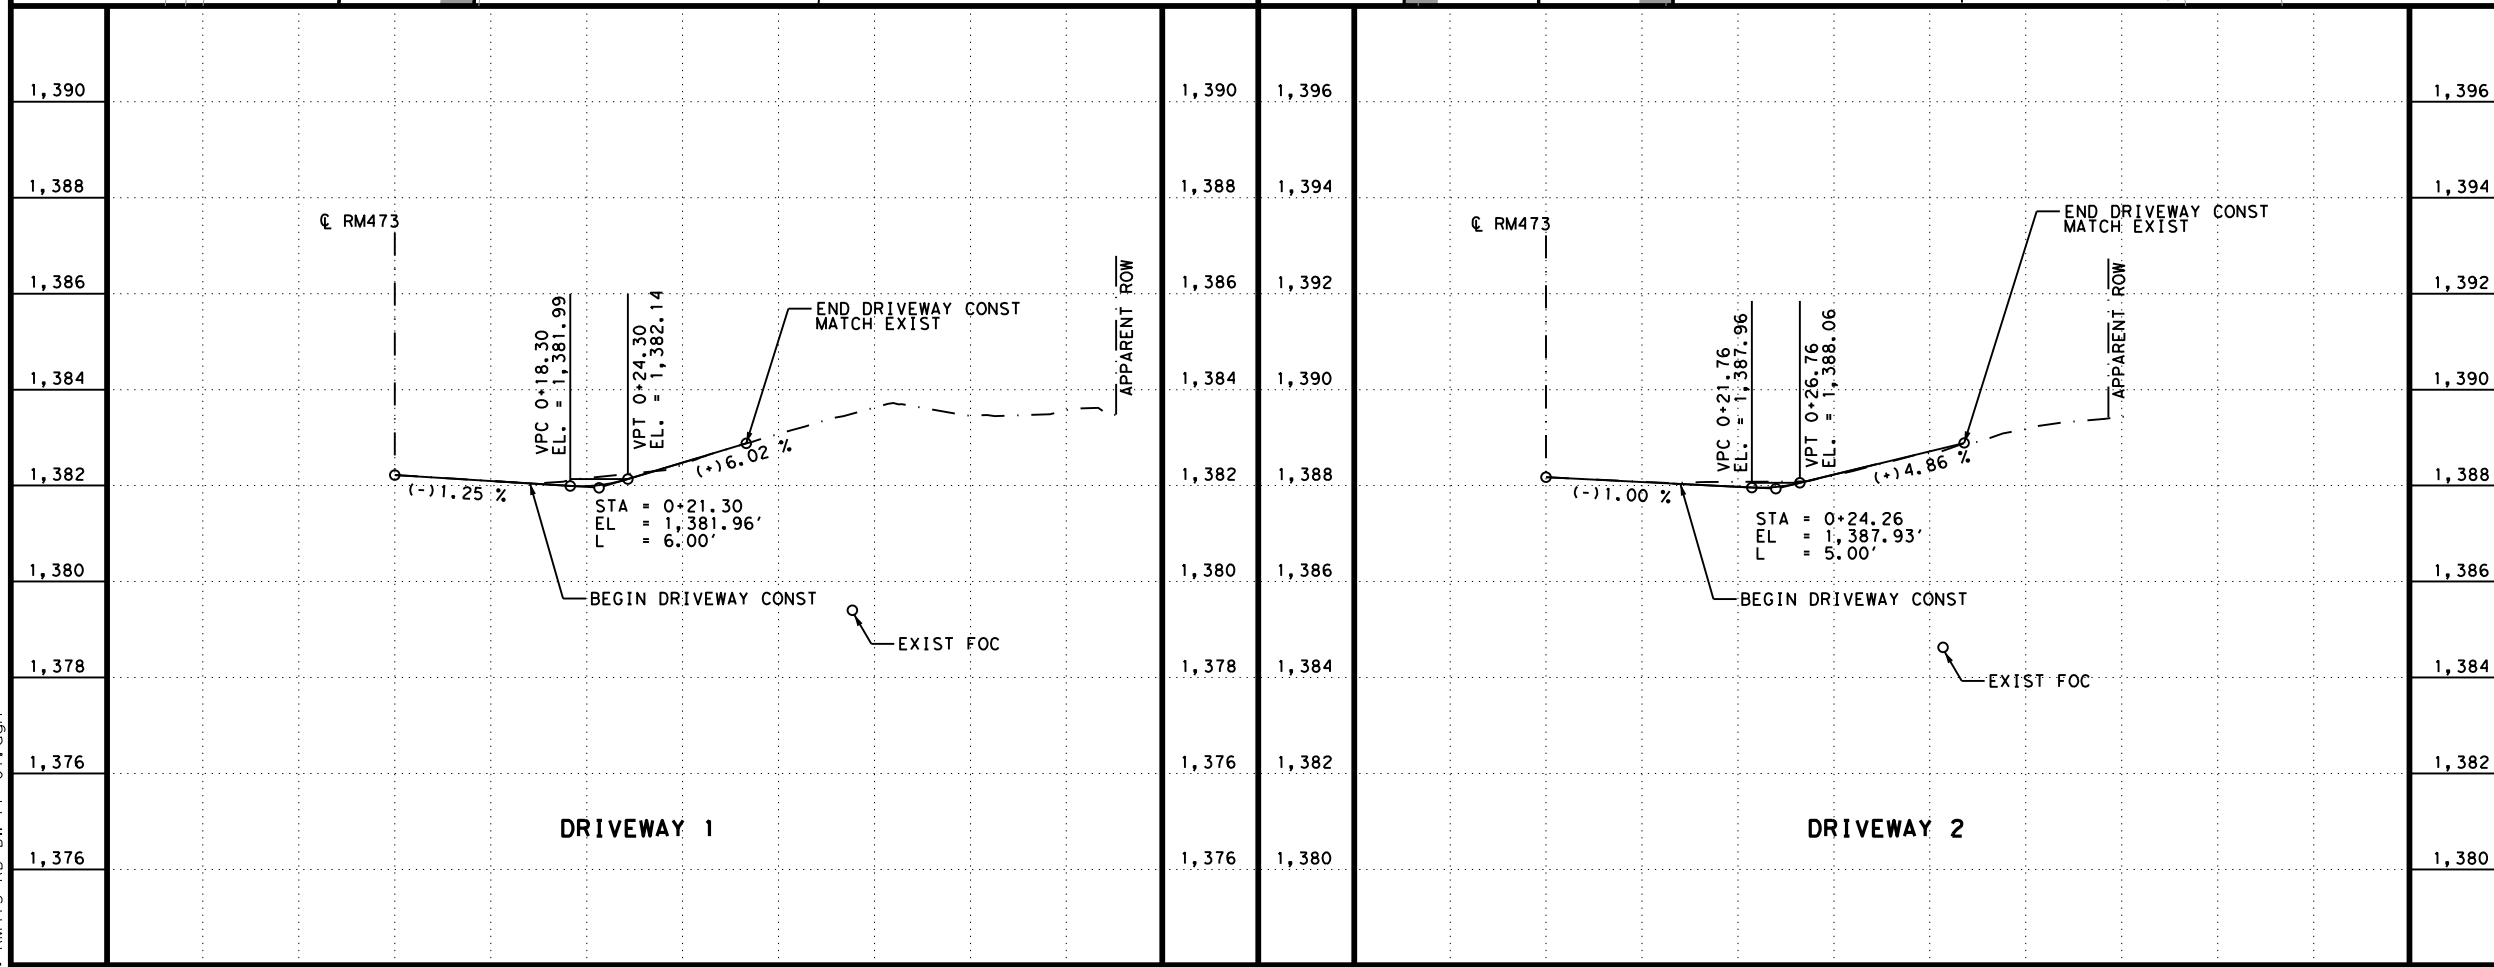 1,390
1,388
1,386
1,384
1,382
1,380
1,378
1,376
1,376
℄ RM473
VPC 0+18.30
EL. = 1,381.99
VPT 0+24.30
EL. = 1,382.14
END DRIVEWAY CONST
MATCH EXIST
APPARENT ROW
(-)1.25 %
(+)6.02 %
STA = 0+21.30
EL = 1,381.96'
L = 6.00'
BEGIN DRIVEWAY CONST
EXIST FOC
DRIVEWAY 1
1,390
1,388
1,386
1,384
1,382
1,380
1,378
1,376
1,376
1,396
1,394
1,392
1,390
1,388
1,386
1,384
1,382
1,380
℄ RM473
VPC 0+21.76
EL. = 1,387.96
VPT 0+26.76
EL. = 1,388.06
END DRIVEWAY CONST
MATCH EXIST
APPARENT ROW
(-)1.00 %
(+)4.86 %
STA = 0+24.26
EL = 1,387.93'
L = 5.00'
BEGIN DRIVEWAY CONST
EXIST FOC
DRIVEWAY 2
1,396
1,394
1,392
1,390
1,388
1,386
1,384
1,382
1,380